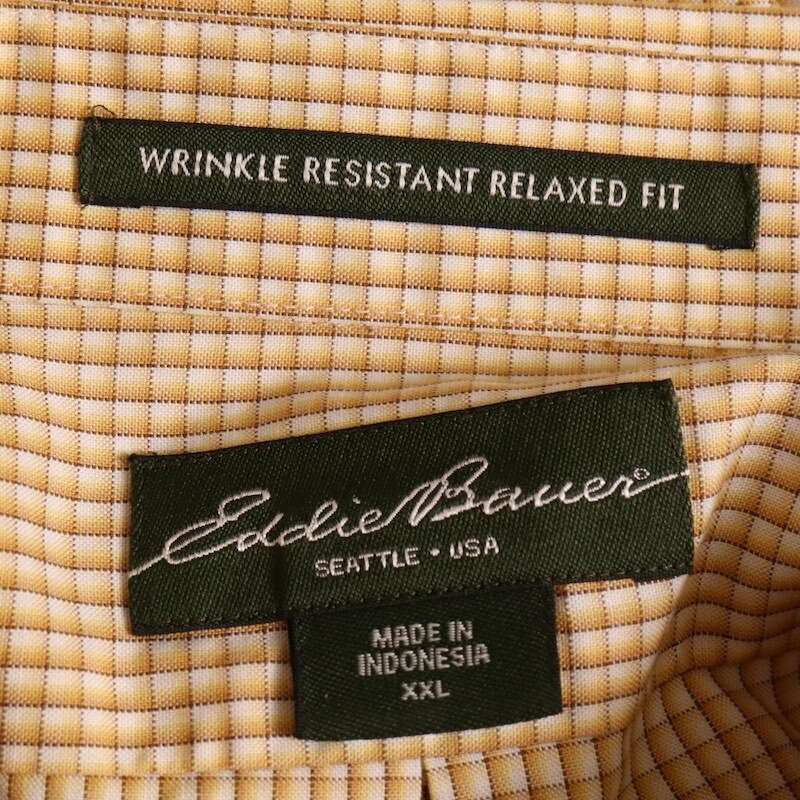 WRINKLE RESISTANT RELAXED FIT
Eddie Bauer®
SEATTLE • USA
MADE IN
INDONESIA
XXL